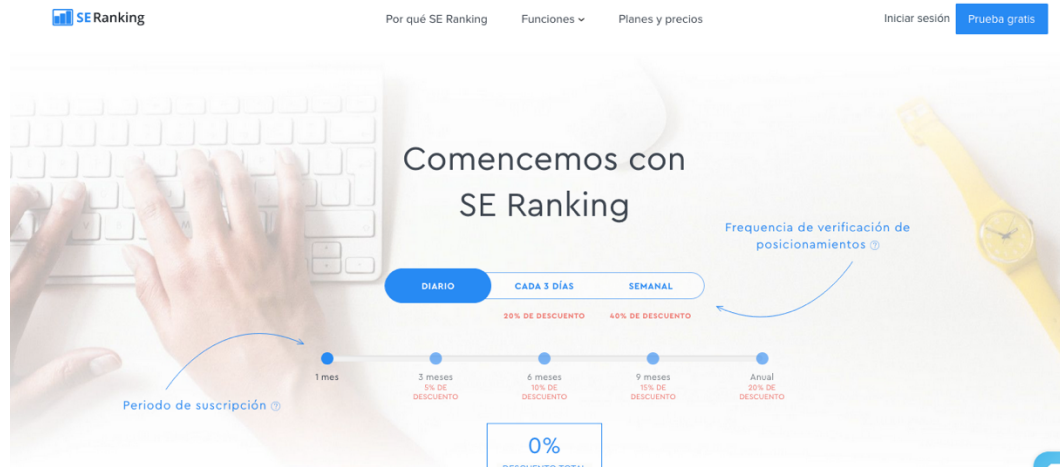 SE Ranking
Por qué SE Ranking
Funciones
Planes y precios
Iniciar sesión
Prueba gratis
Comencemos con
SE Ranking
Frequencia de verificación de
posicionamientos
DIARIO
CADA 3 DÍAS
SEMANAL
20% DE DESCUENTO
40% DE DESCUENTO
1 mes
3 meses
5% DE
DESCUENTO
6 meses
10% DE
DESCUENTO
9 meses
15% DE
DESCUENTO
Anual
20% DE
DESCUENTO
Periodo de suscripción
0%
DESCUENTO TOTAL